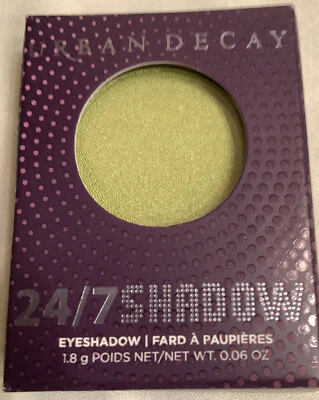 URBAN DECAY
24/7 SHADOW
EYESHADOW | FARD À PAUPIÈRES
1.8 g POIDS NET/NET WT. 0.06 OZ